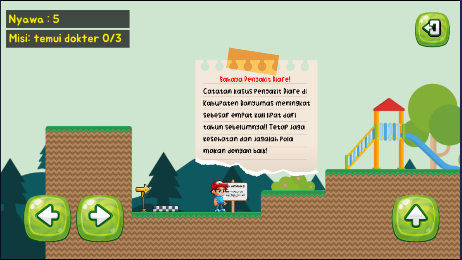 Nyawa : 5
Misi: temui dokter 0/3
Bahaya Penyakit Diare!
Catatan kasus Penyakit Diare di
Kabupaten Banyumas meningkat
sebesar empat kali lipat dari
tahun sebelumnya!! Tetap jaga
kesehatan dan jagalah Pola
makan dengan baik!